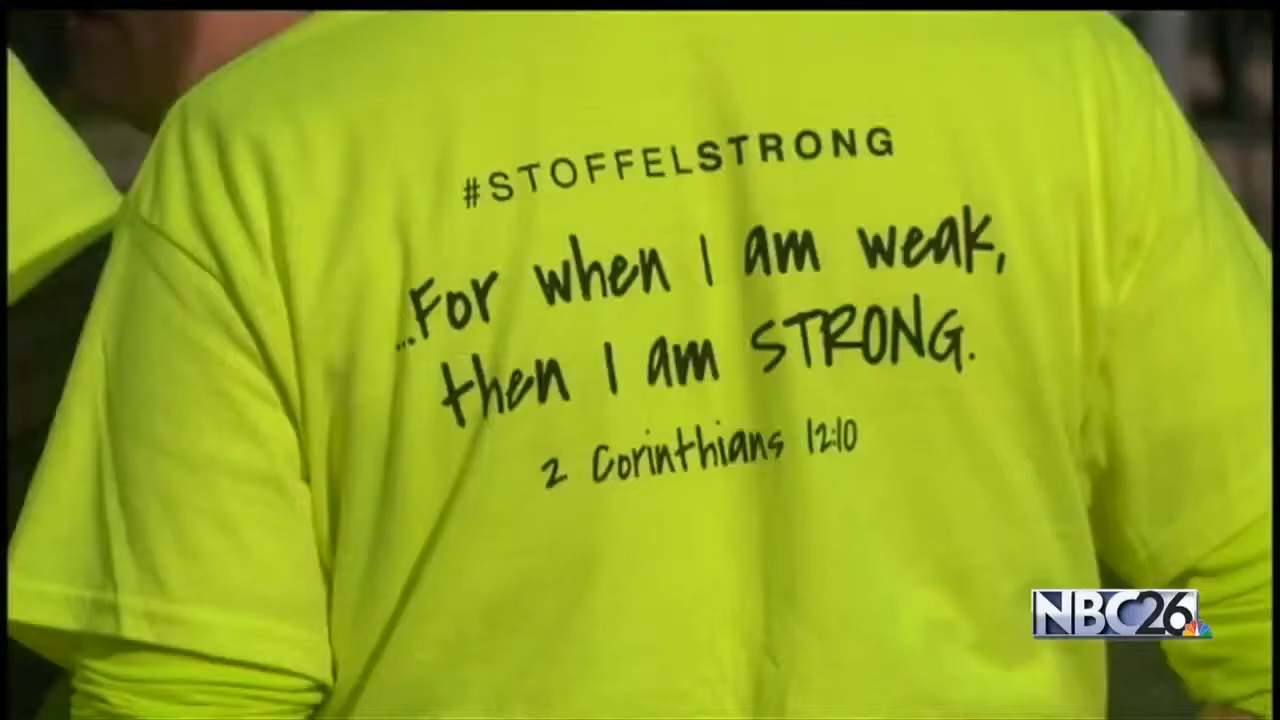 #STOFFELSTRONG
...For when I am weak,
then I am STRONG.
2 Corinthians 12:10
NBC26